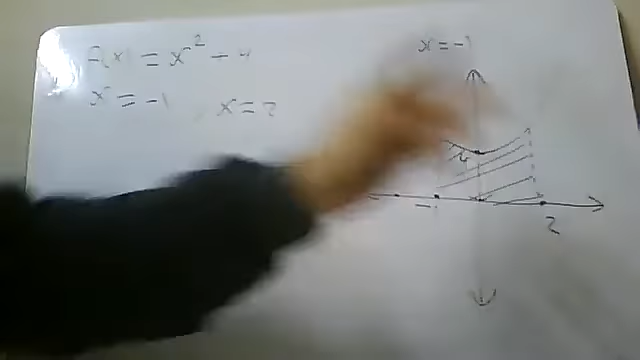 f(x) = x² - 4
x = -1 x = 2
x = -1
-1
2